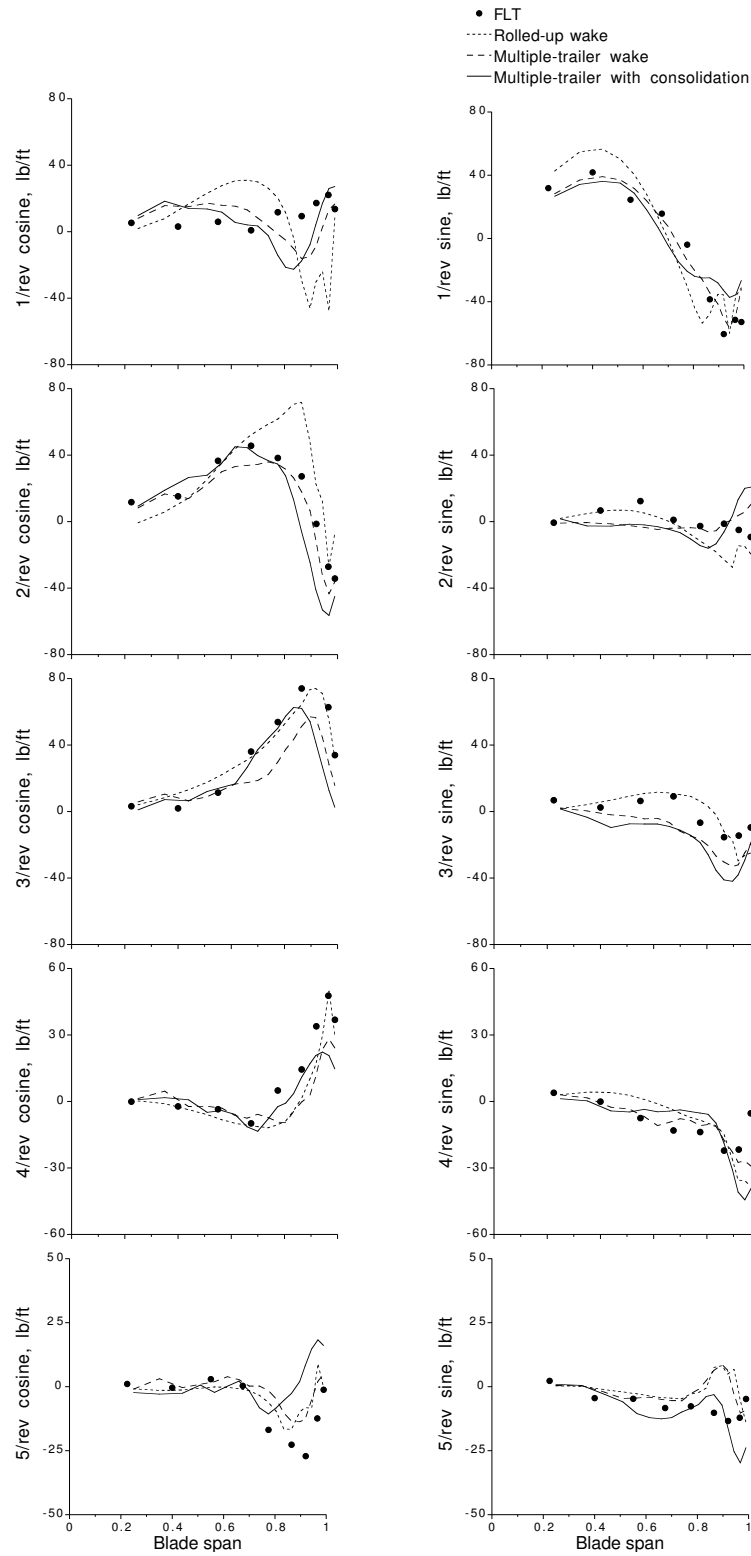 FLT
Rolled-up wake
Multiple-trailer wake
Multiple-trailer with consolidation
80
40
0
-40
-80
1/rev cosine, lb/ft
80
40
0
-40
-80
1/rev sine, lb/ft
80
40
0
-40
-80
2/rev cosine, lb/ft
80
40
0
-40
-80
2/rev sine, lb/ft
80
40
0
-40
-80
3/rev cosine, lb/ft
80
40
0
-40
-80
3/rev sine, lb/ft
60
30
0
-30
-60
4/rev cosine, lb/ft
60
30
0
-30
-60
4/rev sine, lb/ft
50
25
0
-25
-50
5/rev cosine, lb/ft
0 0.2 0.4 0.6 0.8 1
Blade span
50
25
0
-25
-50
5/rev sine, lb/ft
0 0.2 0.4 0.6 0.8 1
Blade span